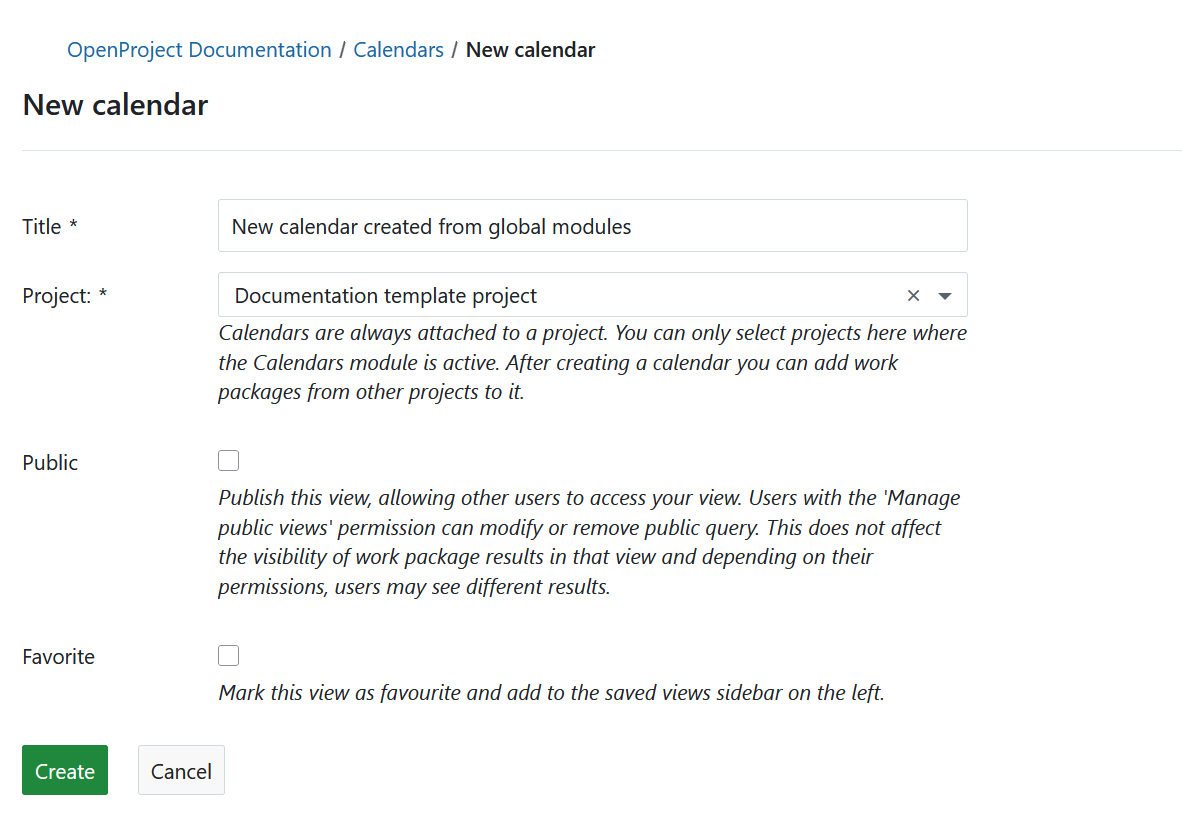 OpenProject Documentation / Calendars / New calendar
New calendar
Title *
New calendar created from global modules
Project: *
Documentation template project
Calendars are always attached to a project. You can only select projects here where
the Calendars module is active. After creating a calendar you can add work
packages from other projects to it.
Public
Publish this view, allowing other users to access your view. Users with the 'Manage
public views' permission can modify or remove public query. This does not affect
the visibility of work package results in that view and depending on their
permissions, users may see different results.
Favorite
Mark this view as favourite and add to the saved views sidebar on the left.
Create
Cancel